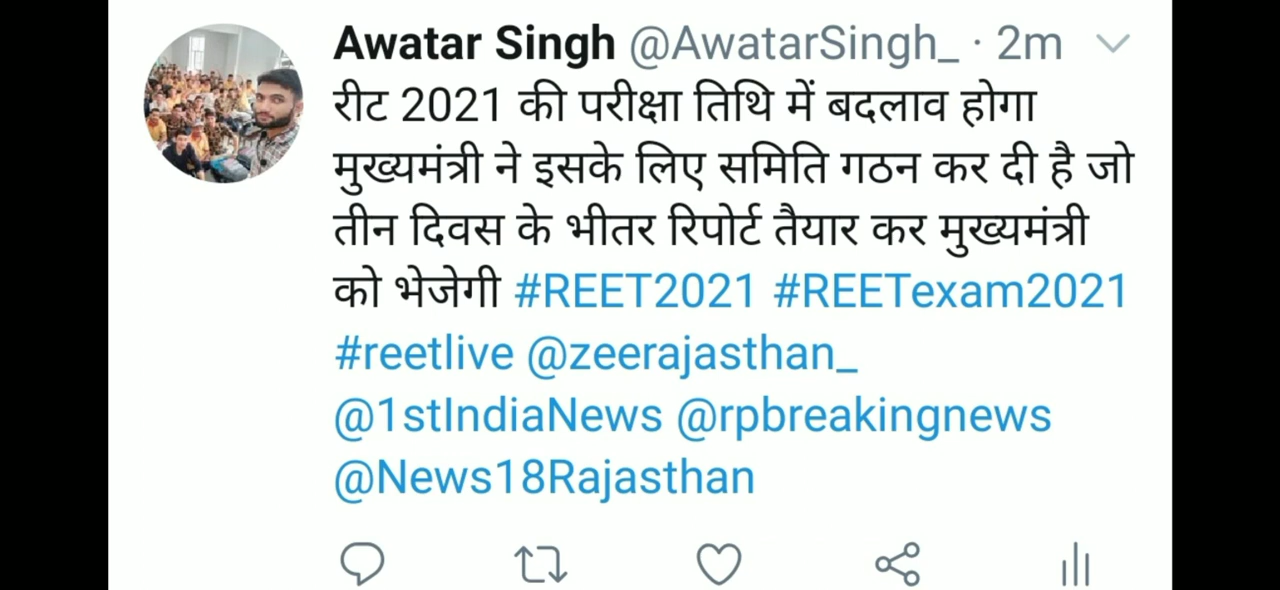 Awatar Singh @AwatarSingh_ · 2m
रीट 2021 की परीक्षा तिथि में बदलाव होगा
मुख्यमंत्री ने इसके लिए समिति गठन कर दी है जो
तीन दिवस के भीतर रिपोर्ट तैयार कर मुख्यमंत्री
को भेजेगी #REET2021 #REETexam2021
#reetlive @zeerajasthan_
@1stIndiaNews @rpbreakingnews
@News18Rajasthan